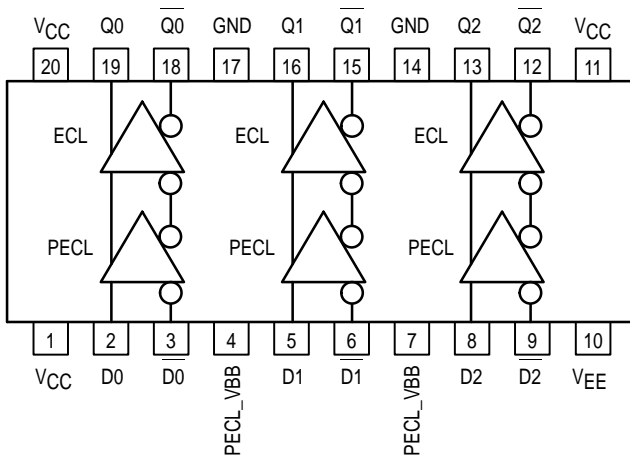 VCC Q0 Q0 GND Q1 Q1 GND Q2 Q2 VCC
20 19 18 17 16 15 14 13 12 11
ECL ECL ECL
PECL PECL PECL
1 2 3 4 5 6 7 8 9 10
VCC D0 D0 PECL_VBB D1 D1 PECL_VBB D2 D2 VEE